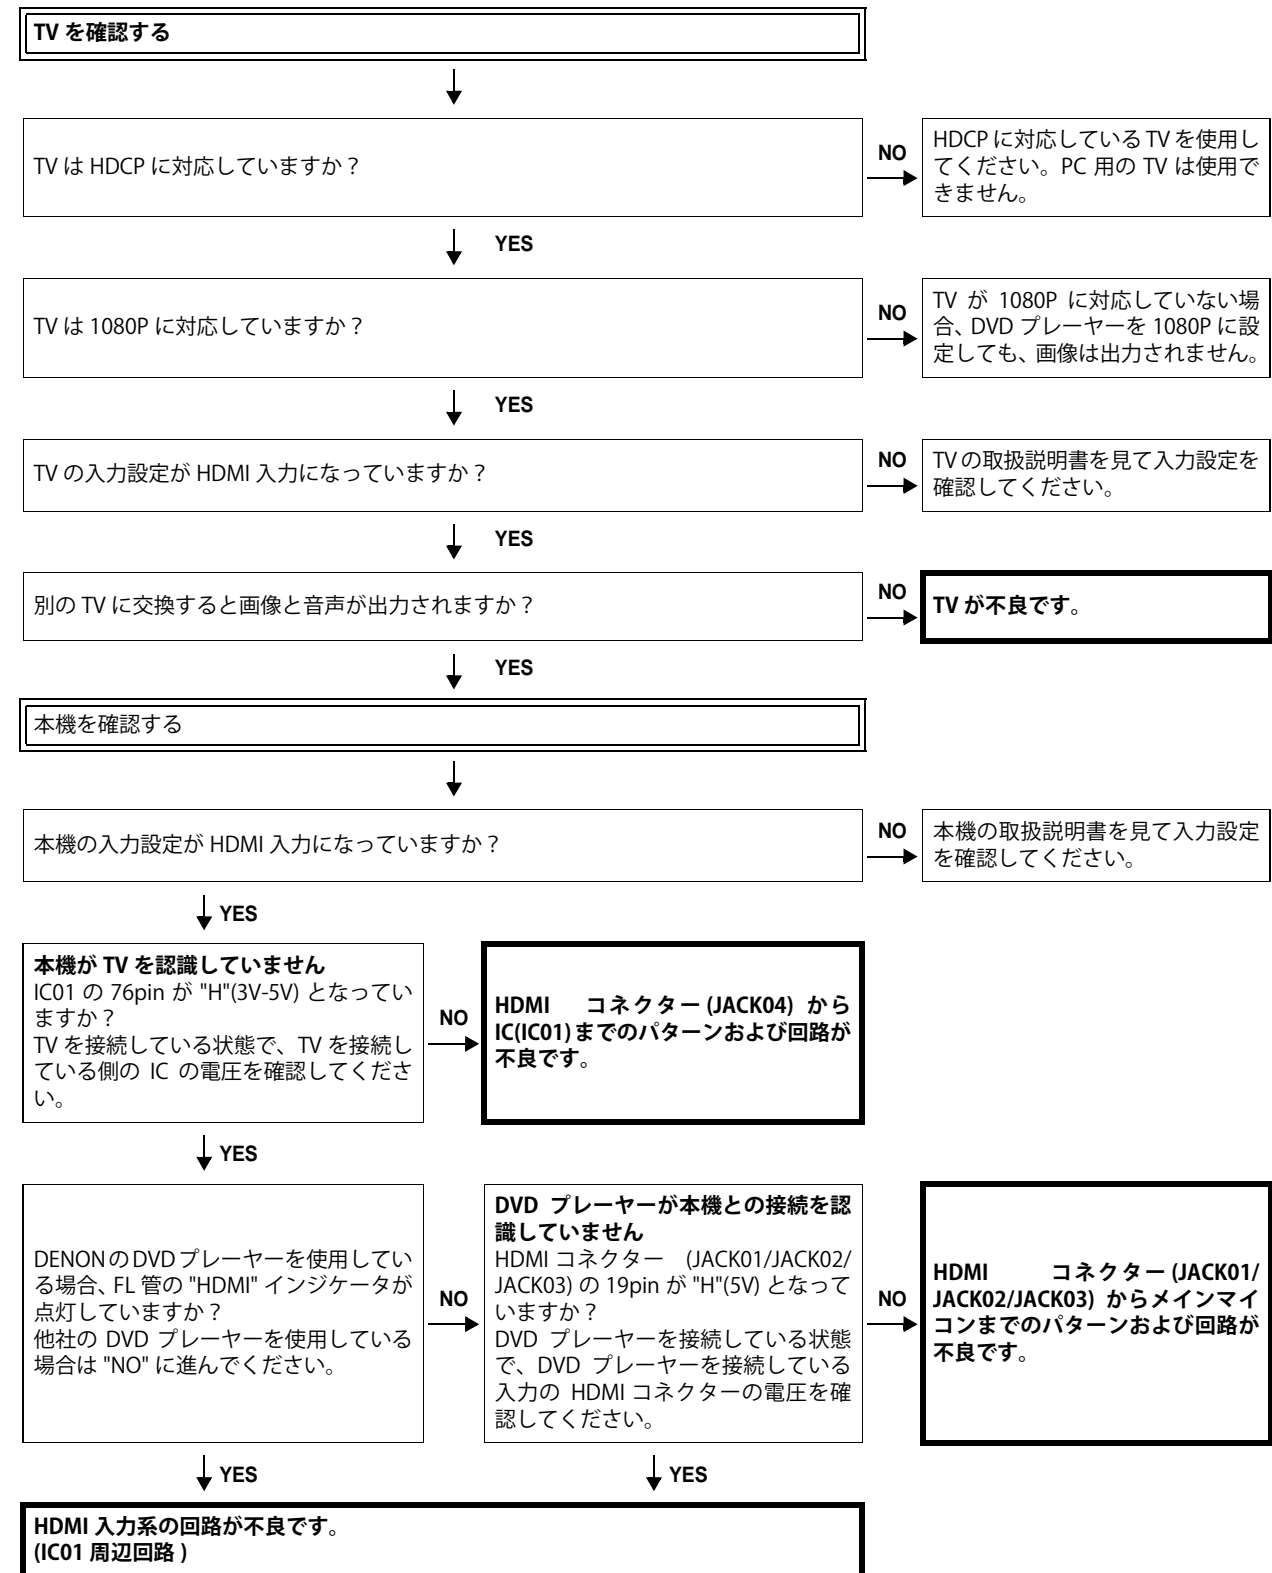 TV を確認する
TV は HDCP に対応していますか？
NO
HDCP に対応している TV を使用し
てください。PC 用の TV は使用で
きません。
YES
TV は 1080P に対応していますか？
NO
TV が 1080P に対応していない場
合、DVD プレーヤーを 1080P に設
定しても、画像は出力されません。
YES
TV の入力設定が HDMI 入力になっていますか？
NO
TV の取扱説明書を見て入力設定を
確認してください。
YES
別の TV に交換すると画像と音声が出力されますか？
NO
TV が不良です。
YES
本機を確認する
本機の入力設定が HDMI 入力になっていますか？
NO
本機の取扱説明書を見て入力設定
を確認してください。
YES
本機が TV を認識していません
IC01 の 76pin が "H"(3V-5V) となってい
ますか？
TV を接続している状態で、TV を接続し
ている側の IC の電圧を確認してくださ
い。
NO
HDMI コネクター (JACK04) から
IC(IC01) までのパターンおよび回路が
不良です。
YES
DENON の DVD プレーヤーを使用してい
る場合、FL 管の "HDMI" インジケータが
点灯していますか？
他社の DVD プレーヤーを使用している
場合は "NO" に進んでください。
NO
DVD プレーヤーが本機との接続を認
識していません
HDMI コネクター (JACK01/JACK02/
JACK03) の 19pin が "H"(5V) となって
いますか？
DVD プレーヤーを接続している状態
で、DVD プレーヤーを接続している
入力の HDMI コネクターの電圧を確
認してください。
NO
HDMI コネクター (JACK01/
JACK02/JACK03) からメインマイ
コンまでのパターンおよび回路が
不良です。
YES
YES
HDMI 入力系の回路が不良です。
(IC01 周辺回路 )